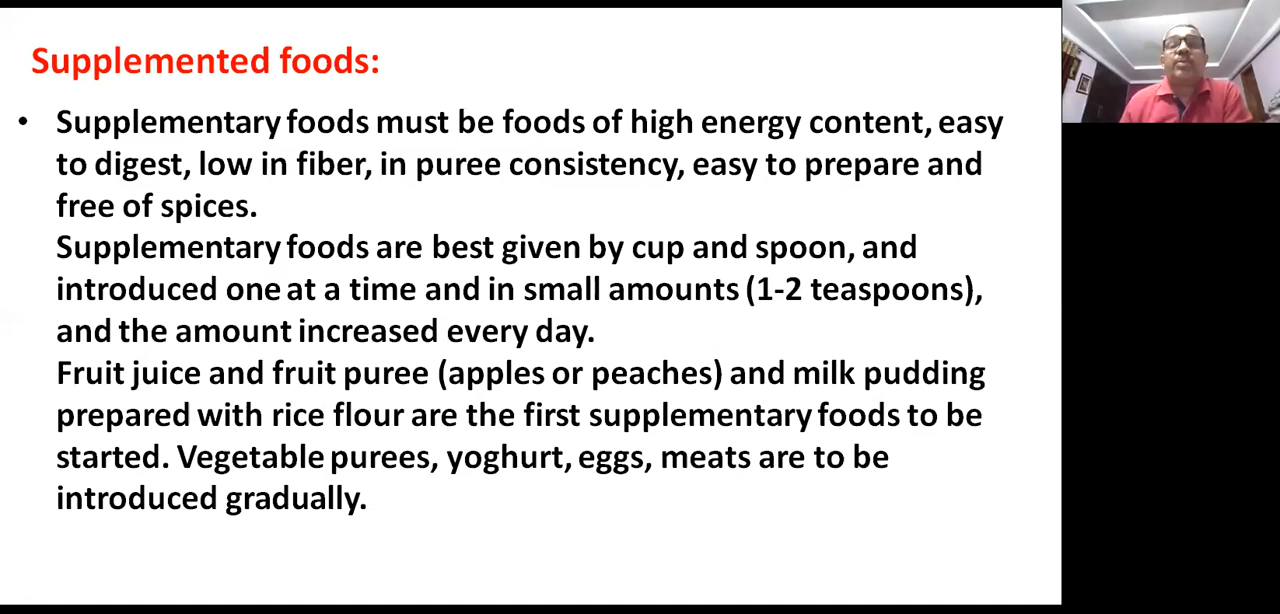 Supplemented foods:
• Supplementary foods must be foods of high energy content, easy
to digest, low in fiber, in puree consistency, easy to prepare and
free of spices.
Supplementary foods are best given by cup and spoon, and
introduced one at a time and in small amounts (1-2 teaspoons),
and the amount increased every day.
Fruit juice and fruit puree (apples or peaches) and milk pudding
prepared with rice flour are the first supplementary foods to be
started. Vegetable purees, yoghurt, eggs, meats are to be
introduced gradually.